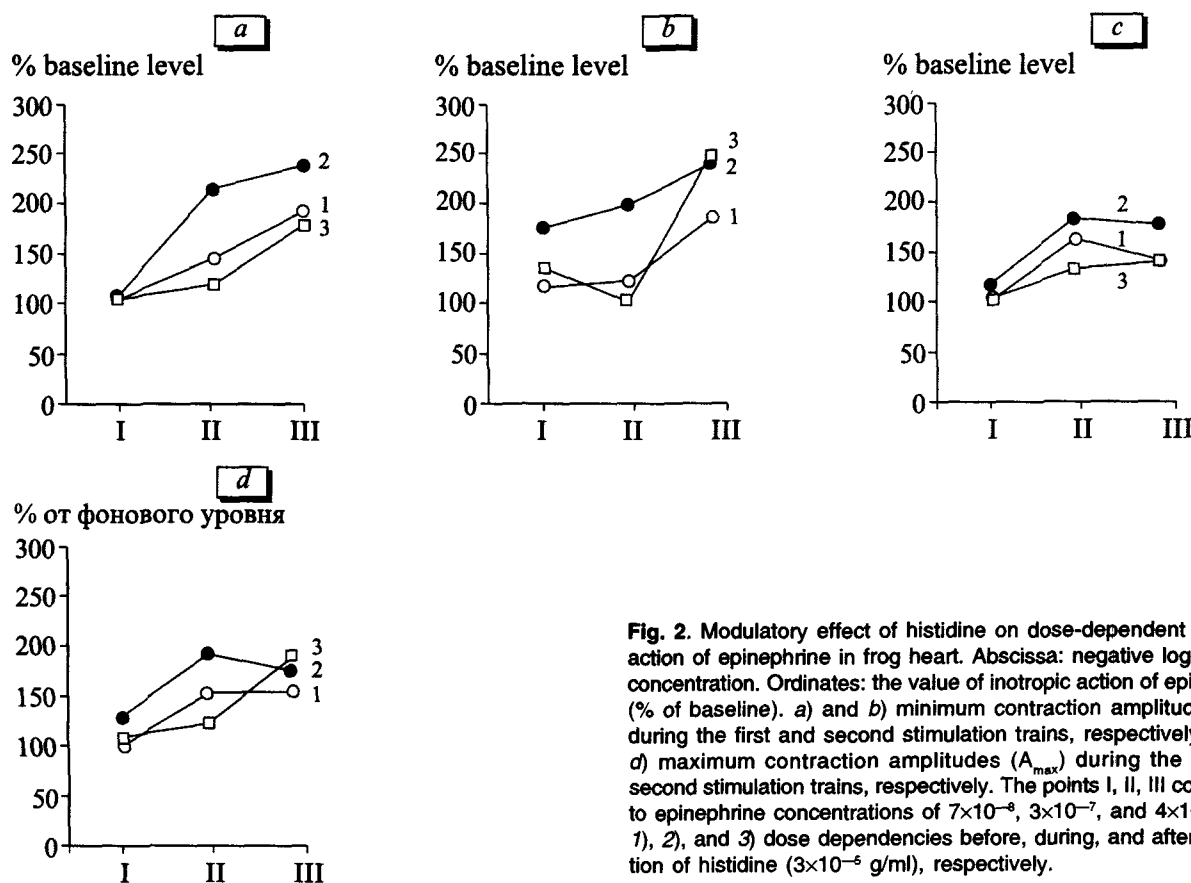 a
% baseline level
300
250
200
150
100
50
0
2
1
3
I II III
b
% baseline level
300
250
200
150
100
50
0
3
2
1
I II III
c
% baseline level
300
250
200
150
100
50
0
2
1
3
I II III
d
% от фонового уровня
300
250
200
150
100
50
0
3
2
1
I II III
Fig. 2. Modulatory effect of histidine on dose-dependent
action of epinephrine in frog heart. Abscissa: negative log
concentration. Ordinates: the value of inotropic action of epi
(% of baseline). a) and b) minimum contraction amplitud
during the first and second stimulation trains, respectively
d) maximum contraction amplitudes (Amax) during the
second stimulation trains, respectively. The points I, II, III co
to epinephrine concentrations of 7×10⁻⁸, 3×10⁻⁷, and 4×1
1), 2), and 3) dose dependencies before, during, and after
tion of histidine (3×10⁻⁵ g/ml), respectively.